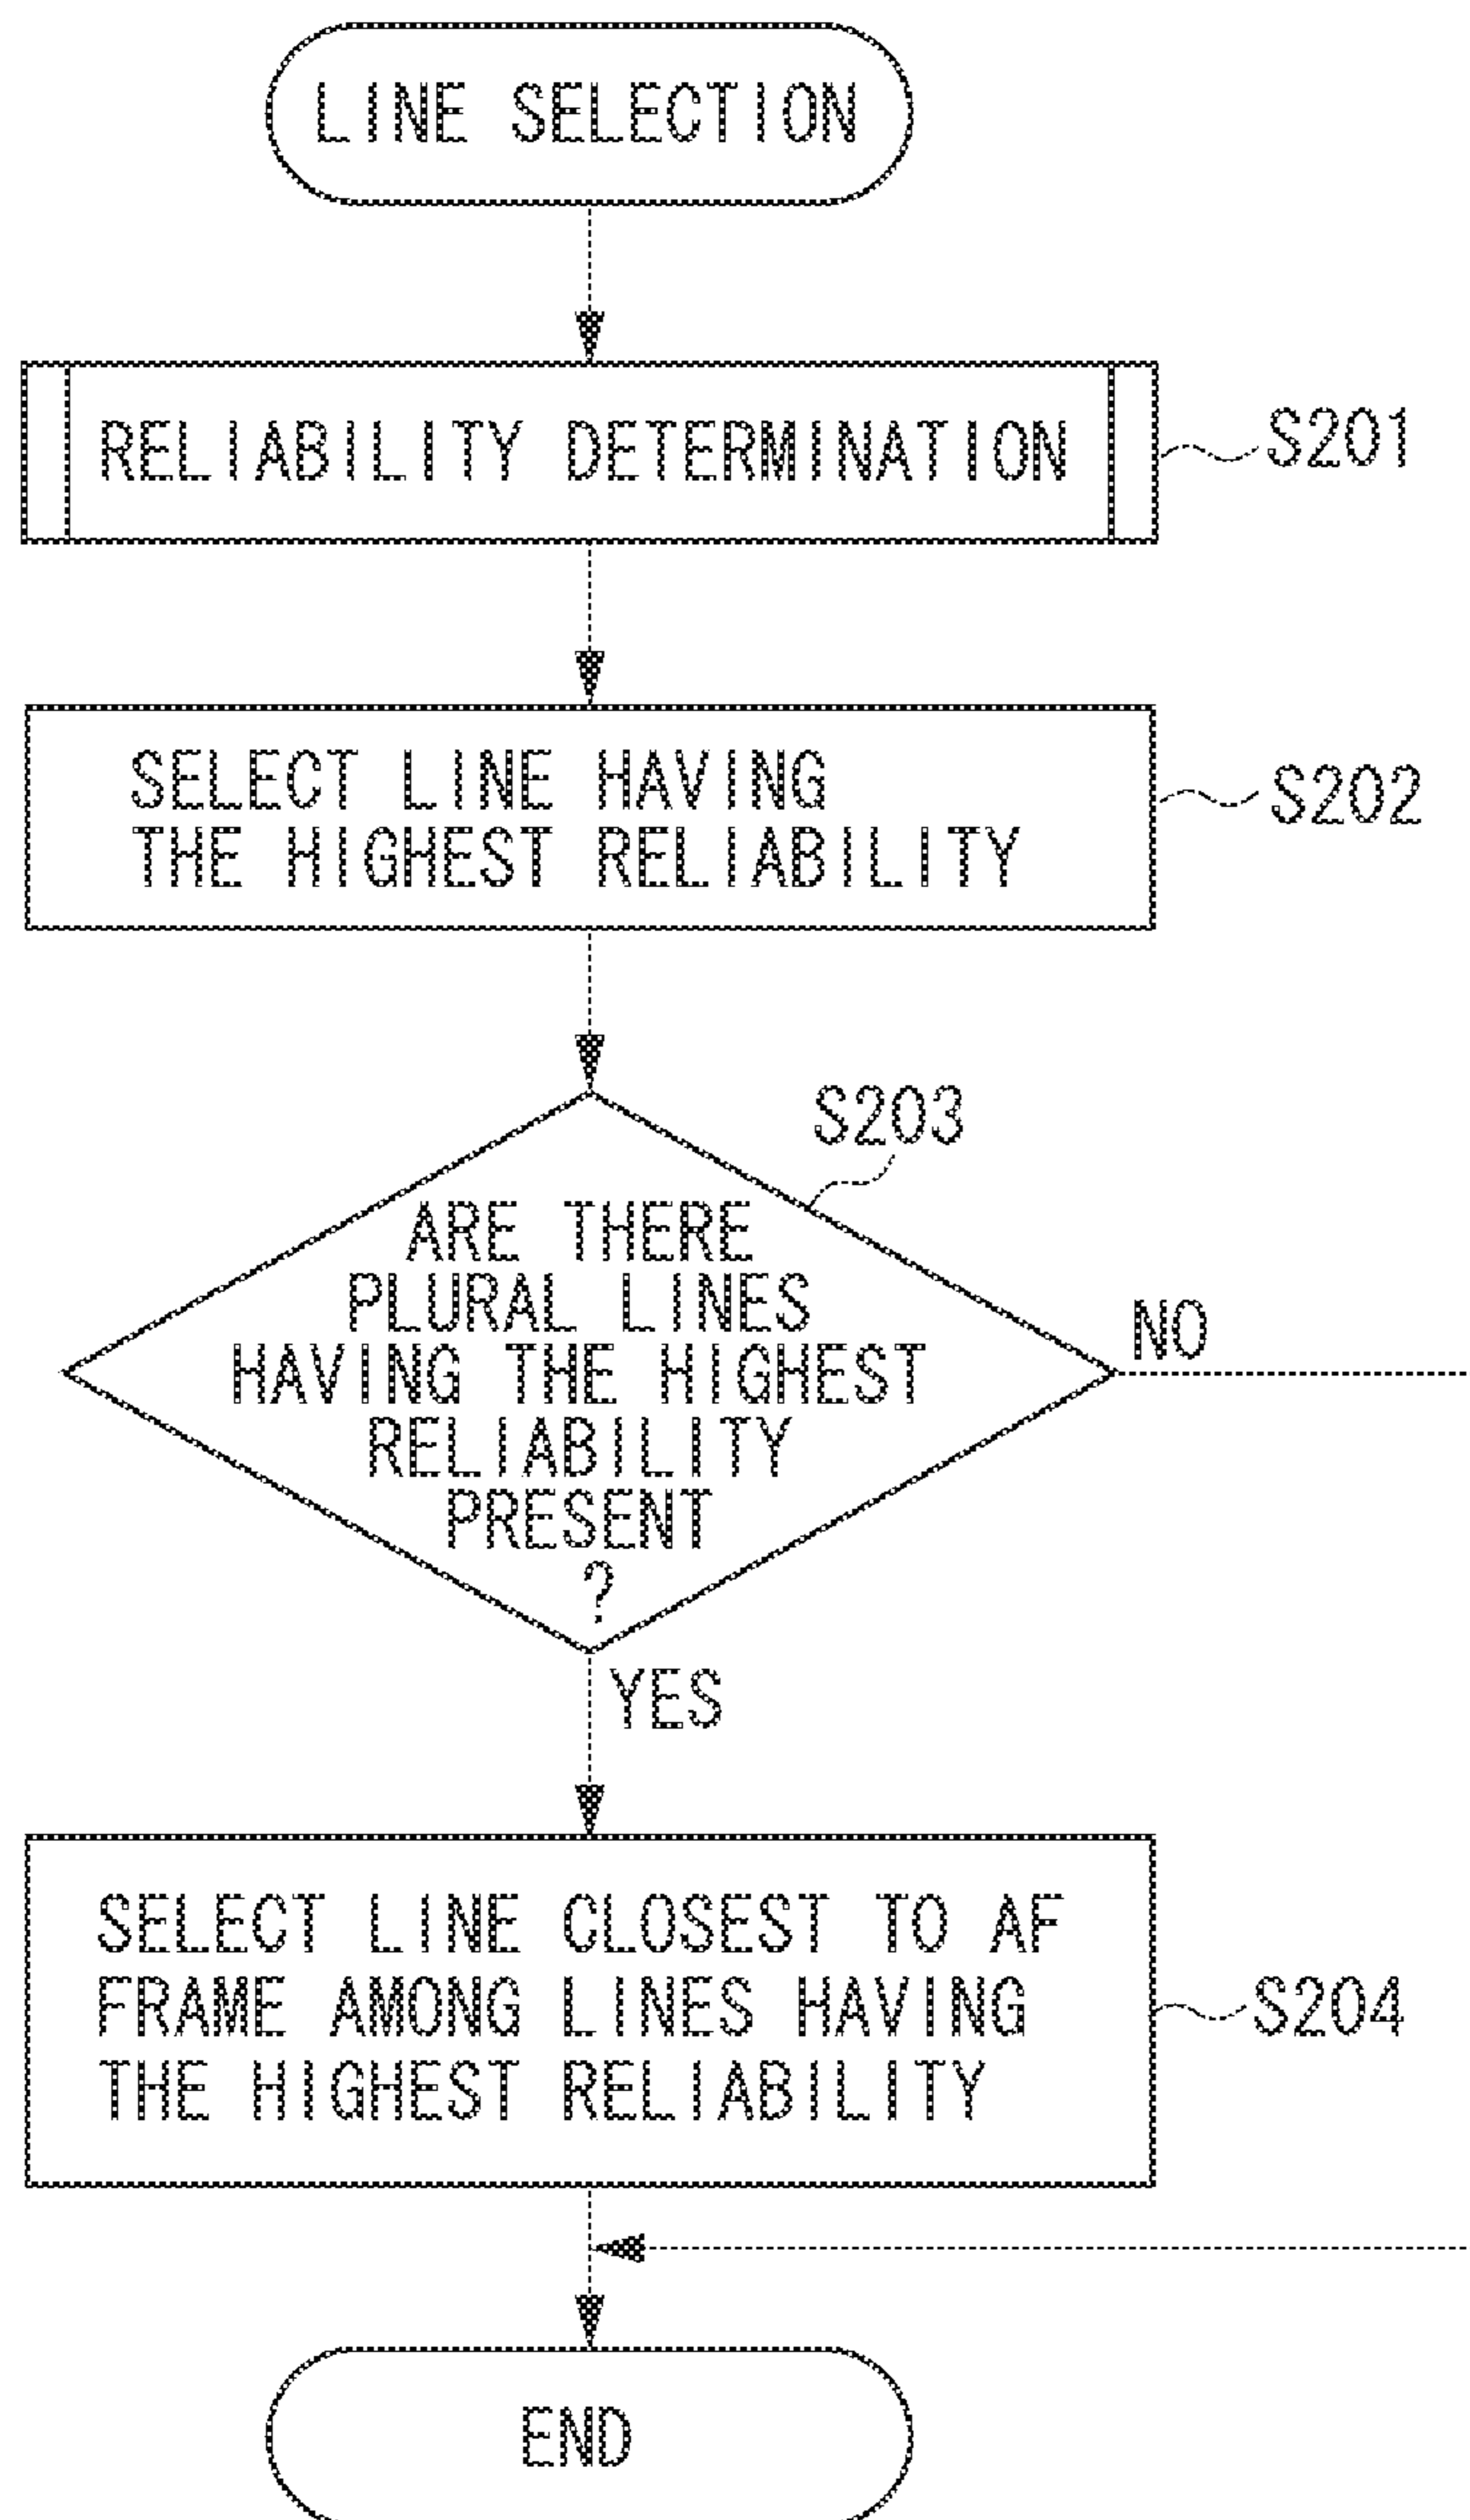 LINE SELECTION
RELIABILITY DETERMINATION
S201
SELECT LINE HAVING
THE HIGHEST RELIABILITY
S202
S203
ARE THERE
PLURAL LINES
HAVING THE HIGHEST
RELIABILITY
PRESENT
?
NO
YES
SELECT LINE CLOSEST TO AF
FRAME AMONG LINES HAVING
THE HIGHEST RELIABILITY
S204
END